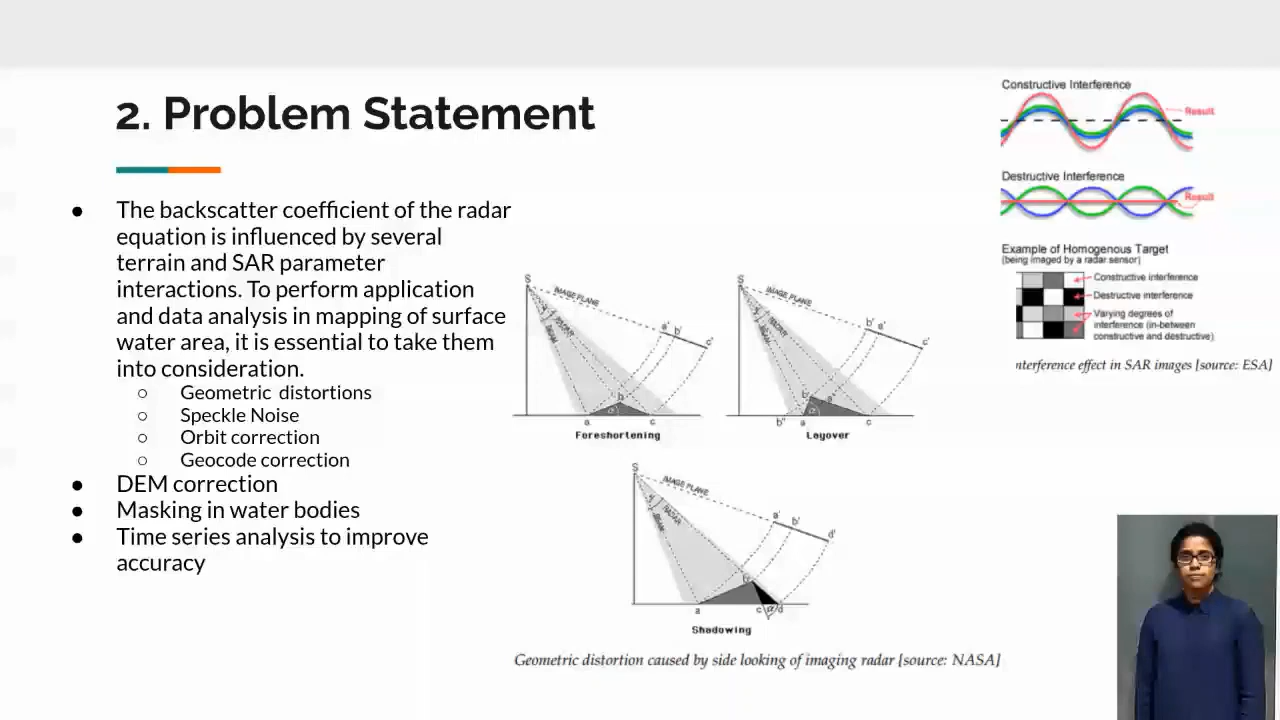 2. Problem Statement
● The backscatter coefficient of the radar
equation is influenced by several
terrain and SAR parameter
interactions. To perform application
and data analysis in mapping of surface
water area, it is essential to take them
into consideration.
○ Geometric distortions
○ Speckle Noise
○ Orbit correction
○ Geocode correction
● DEM correction
● Masking in water bodies
● Time series analysis to improve
accuracy
S
IMAGE PLANE
RADAR
BEAM
a' b'
c'
b
α
a c
Foreshortening
S
IMAGE PLANE
BEAM
b' a'
c'
b
α
b" a c
Layover
S
IMAGE PLANE
RADAR
BEAM
a' b'
d'
b
a c α d
Shadowing
Geometric distortion caused by side looking of imaging radar [source: NASA]
Constructive Interference
Result
Destructive Interference
Result
Example of Homogenous Target
(being imaged by a radar sensor)
Constructive interference
Destructive interference
Varying degrees of
interference (in-between
constructive and destructive)
nterference effect in SAR images [source: ESA]